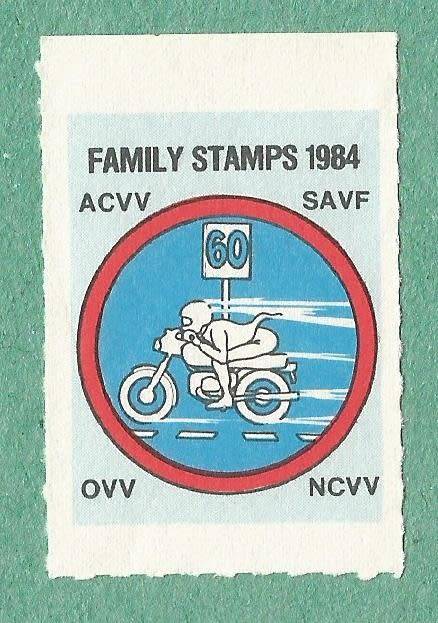 FAMILY STAMPS 1984
ACVV SAVF
60
OVV NCVV